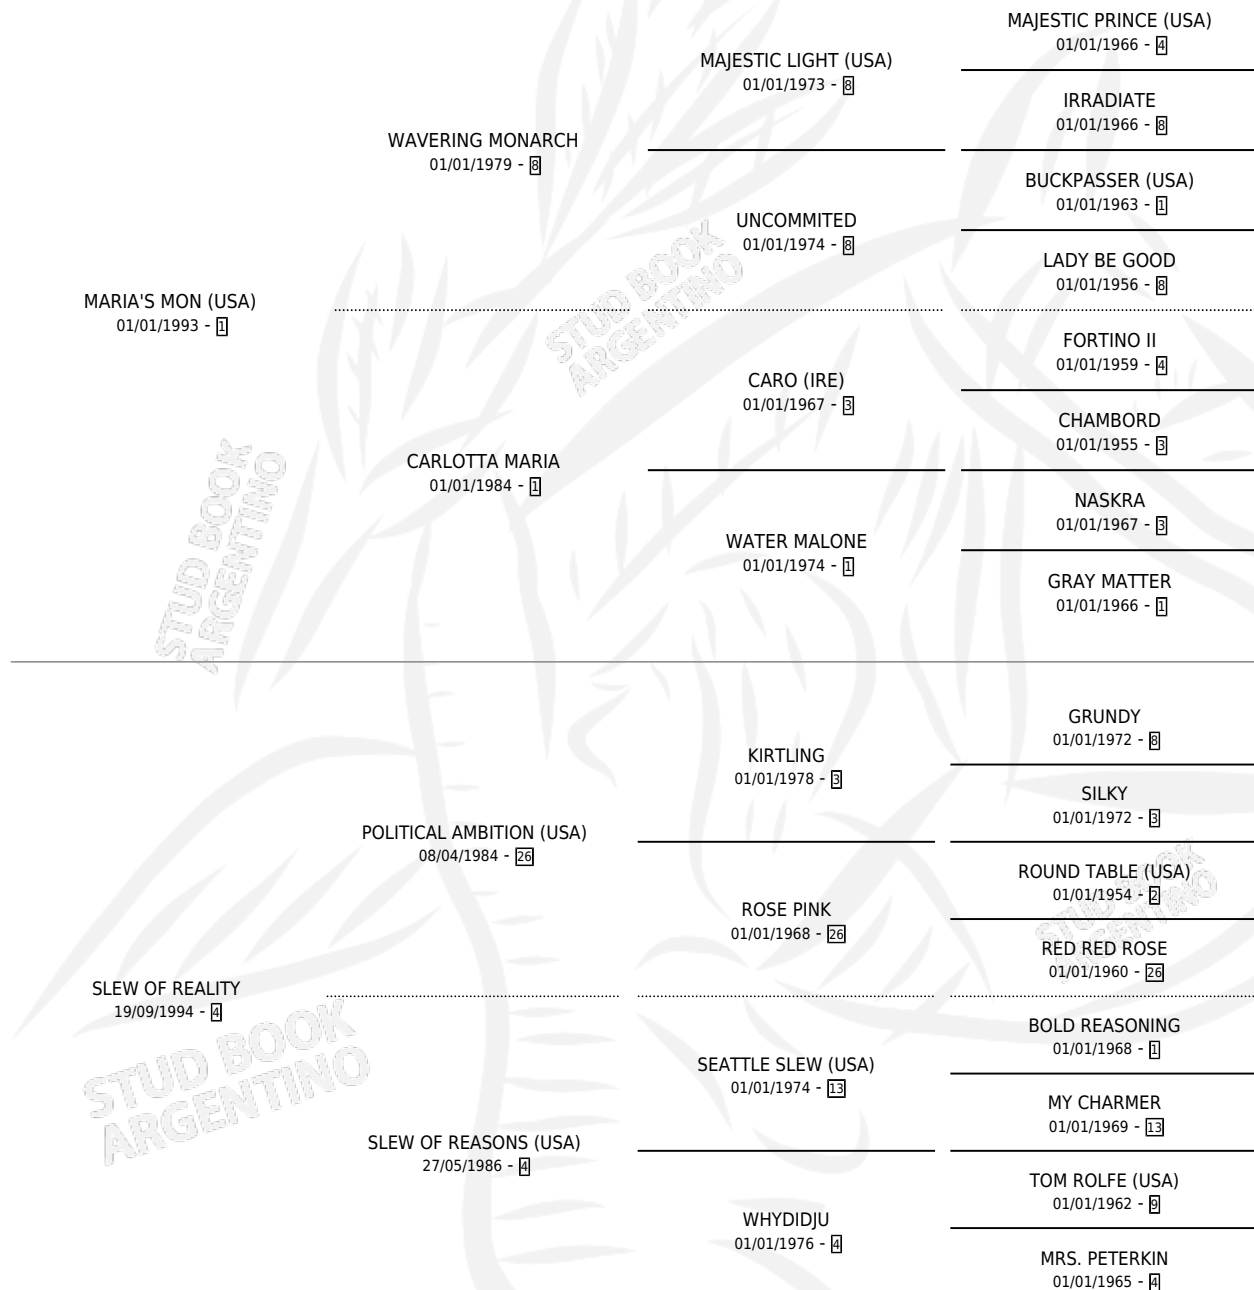 MAJESTIC PRINCE (USA)
01/01/1966 - 4
MAJESTIC LIGHT (USA)
01/01/1973 - 8
IRRADIATE
01/01/1966 - 8
WAVERING MONARCH
01/01/1979 - 8
BUCKPASSER (USA)
01/01/1963 - 1
UNCOMMITED
01/01/1974 - 8
LADY BE GOOD
01/01/1956 - 8
MARIA'S MON (USA)
01/01/1993 - 1
FORTINO II
01/01/1959 - 4
CARO (IRE)
01/01/1967 - 3
CHAMBORD
01/01/1955 - 3
CARLOTTA MARIA
01/01/1984 - 1
NASKRA
01/01/1967 - 3
WATER MALONE
01/01/1974 - 1
GRAY MATTER
01/01/1966 - 1
GRUNDY
01/01/1972 - 8
KIRTLING
01/01/1978 - 3
SILKY
01/01/1972 - 3
POLITICAL AMBITION (USA)
08/04/1984 - 26
ROUND TABLE (USA)
01/01/1954 - 2
ROSE PINK
01/01/1968 - 26
RED RED ROSE
01/01/1960 - 26
SLEW OF REALITY
19/09/1994 - 4
BOLD REASONING
01/01/1968 - 1
SEATTLE SLEW (USA)
01/01/1974 - 13
MY CHARMER
01/01/1969 - 13
SLEW OF REASONS (USA)
27/05/1986 - 4
TOM ROLFE (USA)
01/01/1962 - 9
WHYDIDJU
01/01/1976 - 4
MRS. PETERKIN
01/01/1965 - 4
STUD BOOK
ARGENTINO
STUD BOOK
ARGENTINO
STUD BOOK
ARGENTINO
STUD BOOK
ARGENTINO